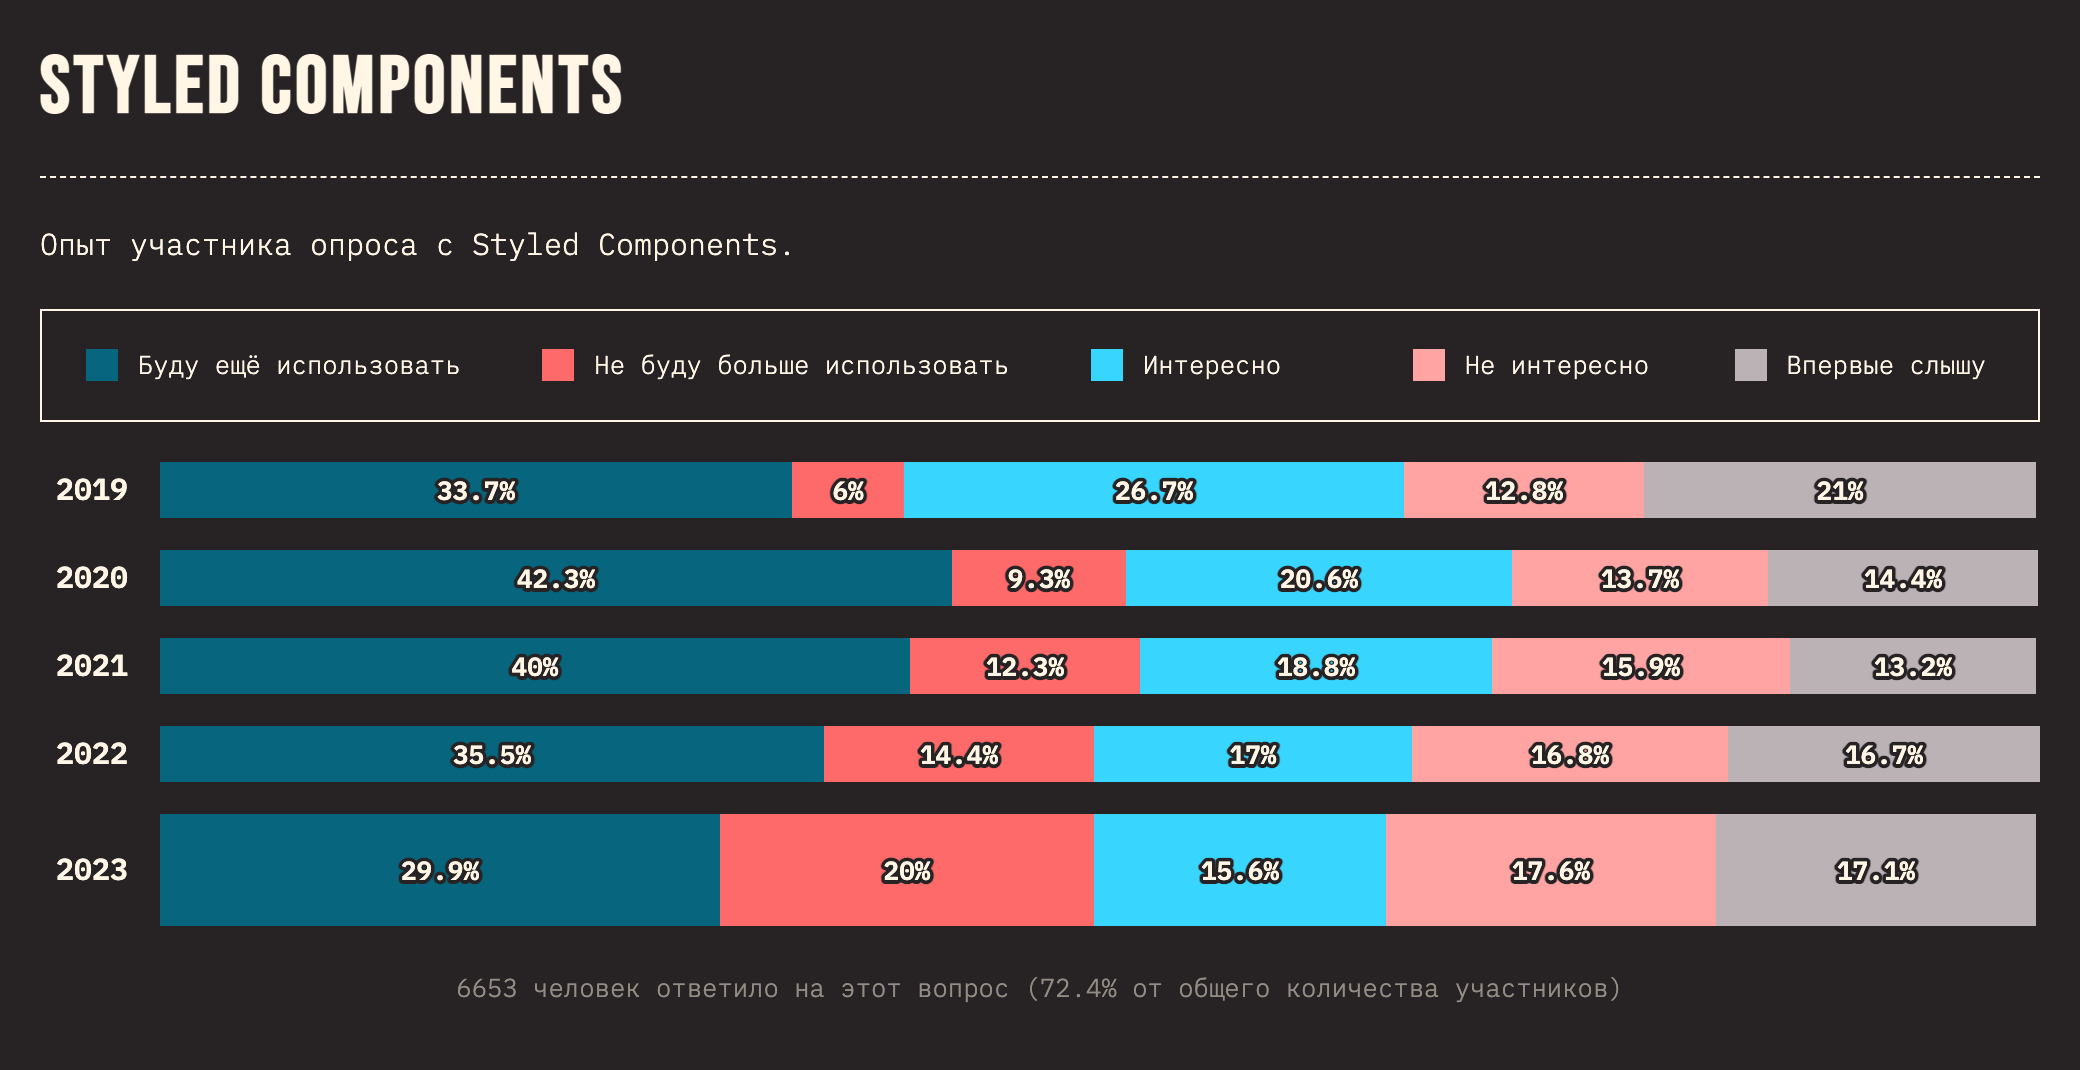 STYLED COMPONENTS
Опыт участника опроса с Styled Components.
Буду ещё использовать Не буду больше использовать Интересно Не интересно Впервые слышу
2019 33.7% 6% 26.7% 12.8% 21%
2020 42.3% 9.3% 20.6% 13.7% 14.4%
2021 40% 12.3% 18.8% 15.9% 13.2%
2022 35.5% 14.4% 17% 16.8% 16.7%
2023 29.9% 20% 15.6% 17.6% 17.1%
6653 человек ответило на этот вопрос (72.4% от общего количества участников)